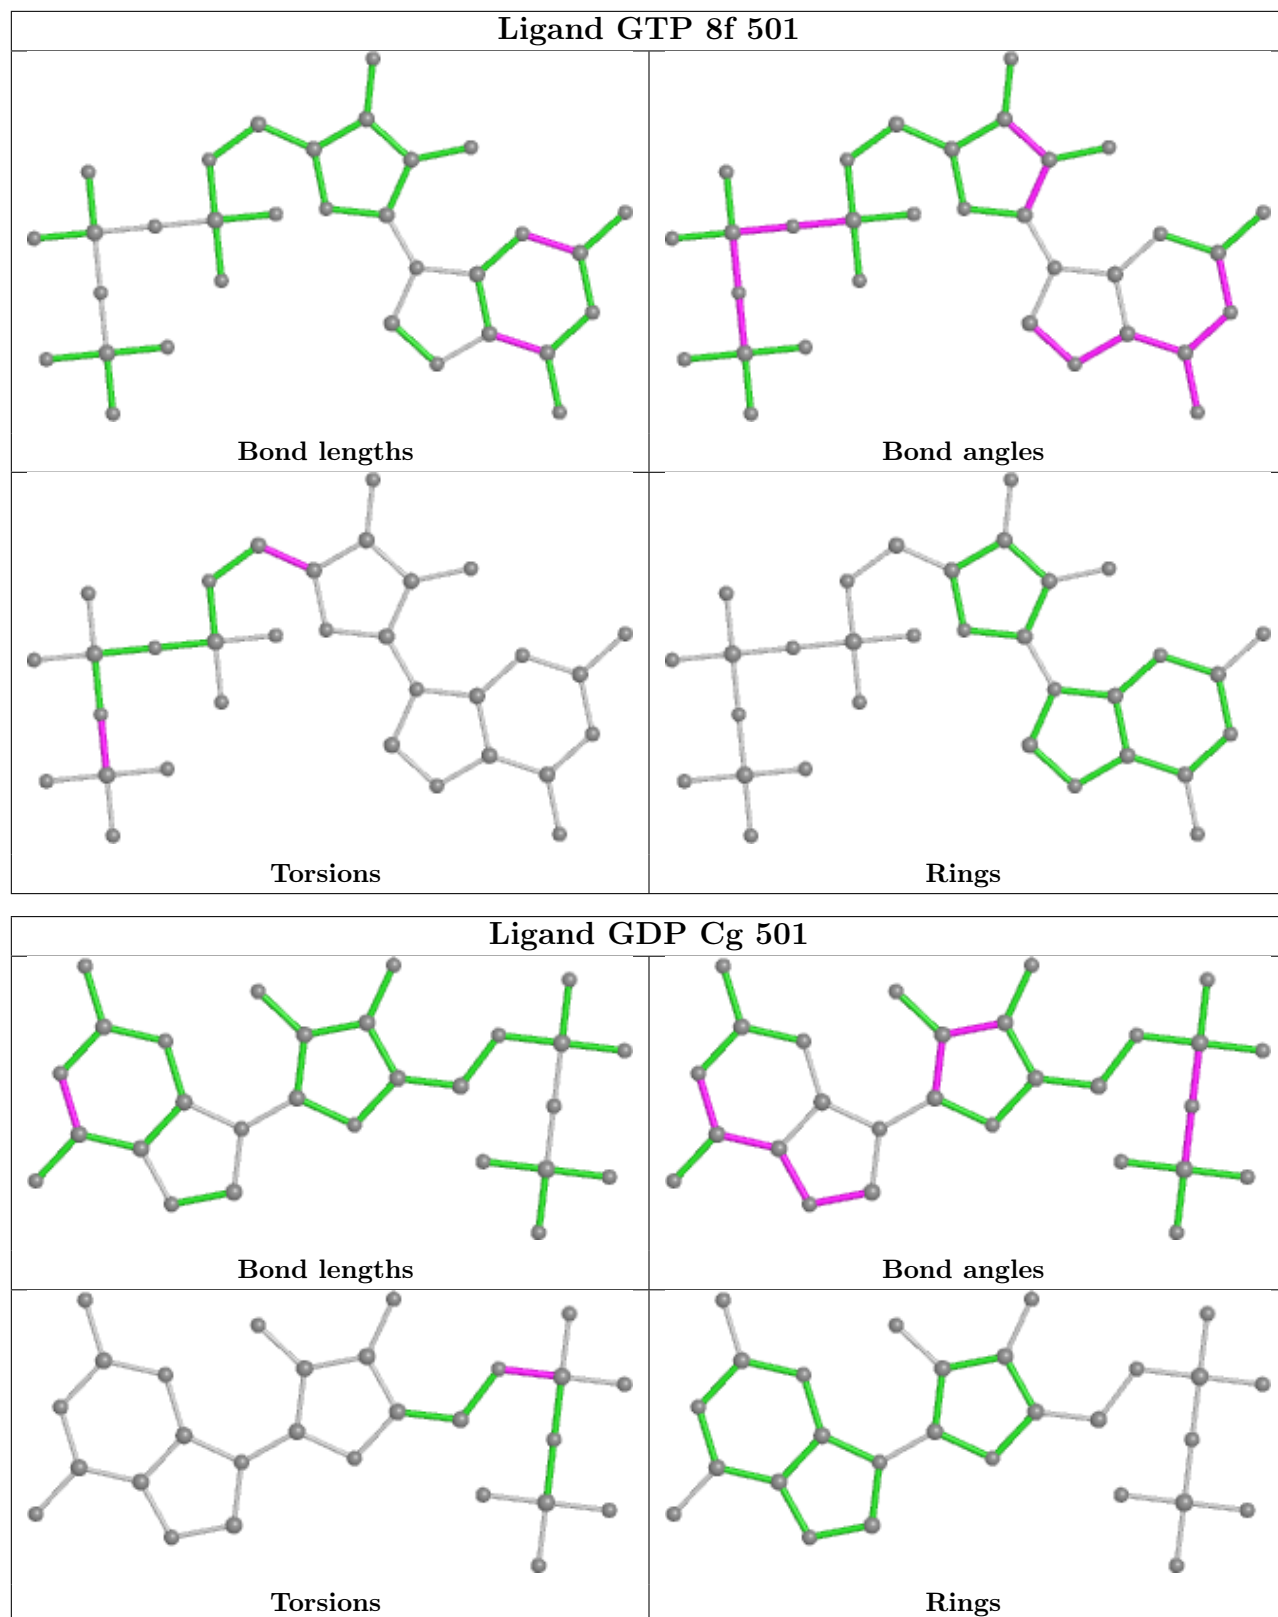 Ligand GTP 8f 501
Bond lengths
Bond angles
Torsions
Rings
Ligand GDP Cg 501
Bond lengths
Bond angles
Torsions
Rings